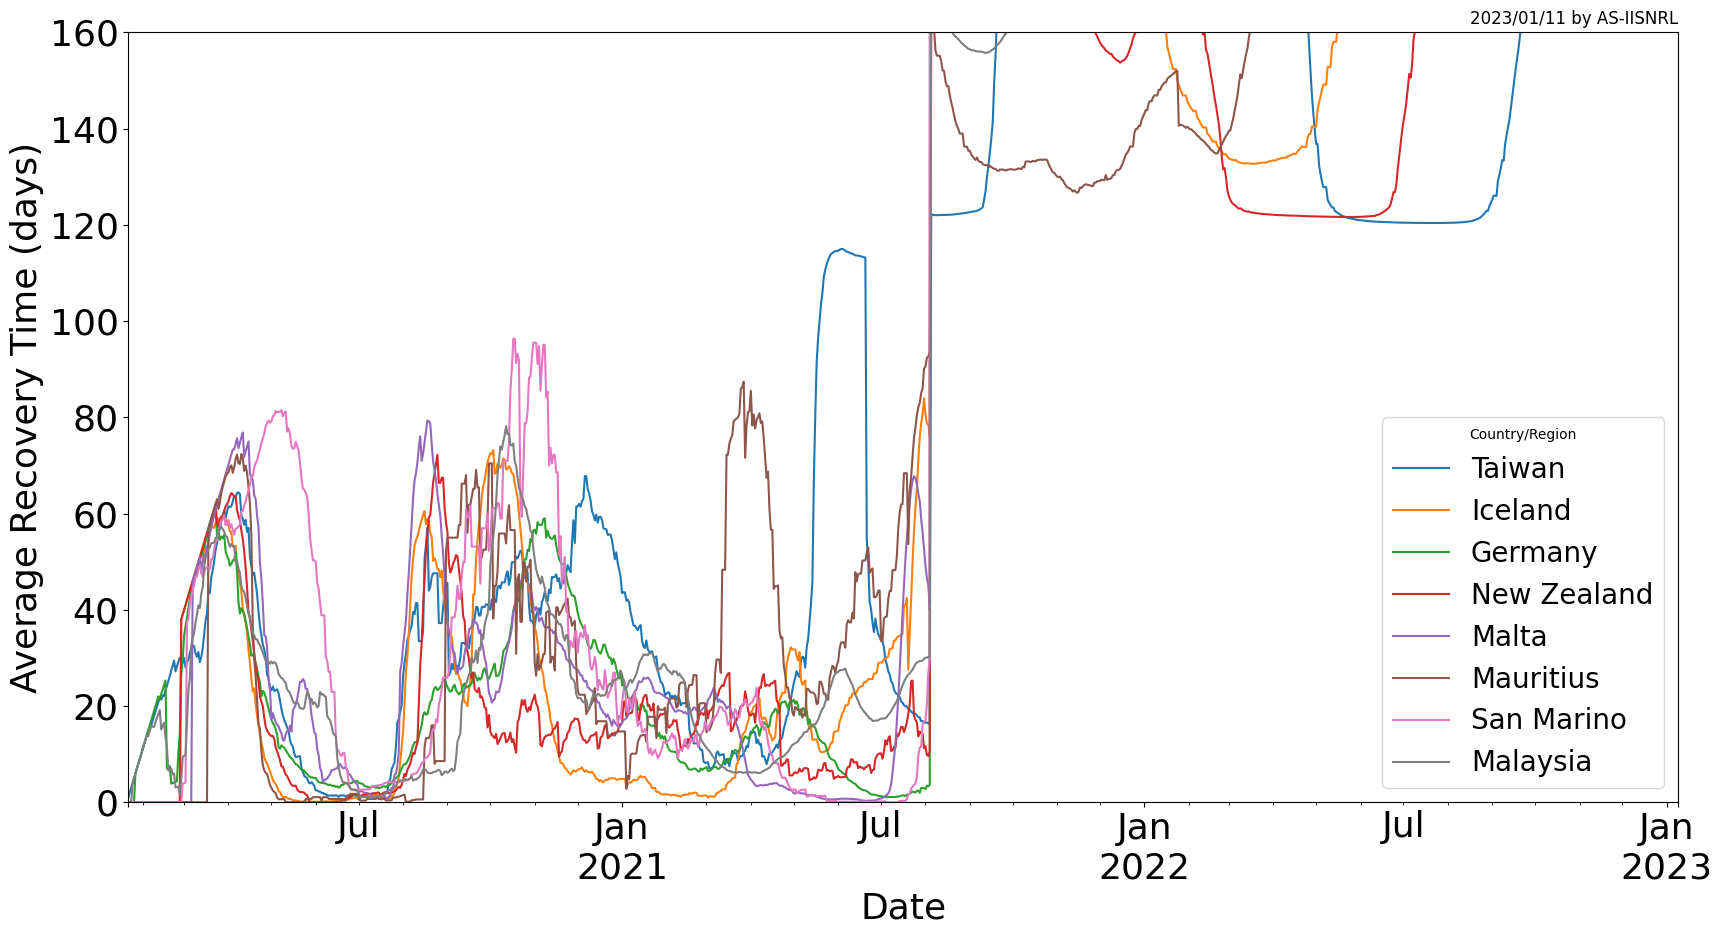 2023/01/11 by AS-IISNRL
Average Recovery Time (days)
160
140
120
100
80
60
40
20
0
Country/Region
Taiwan
Iceland
Germany
New Zealand
Malta
Mauritius
San Marino
Malaysia
Jul Jan Jul Jan Jul Jan
2021 2022 2023
Date